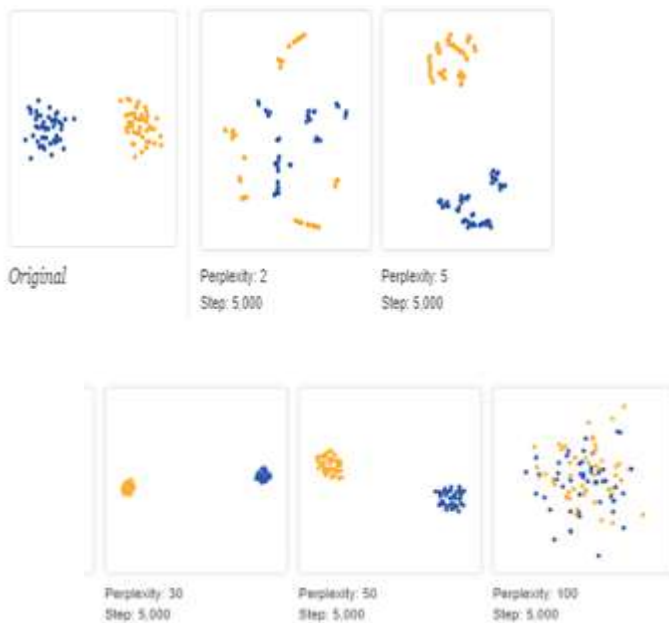 Original
Perplexity: 2
Step: 5,000
Perplexity: 5
Step: 5,000
Perplexity: 30
Step: 5,000
Perplexity: 50
Step: 5,000
Perplexity: 100
Step: 5,000